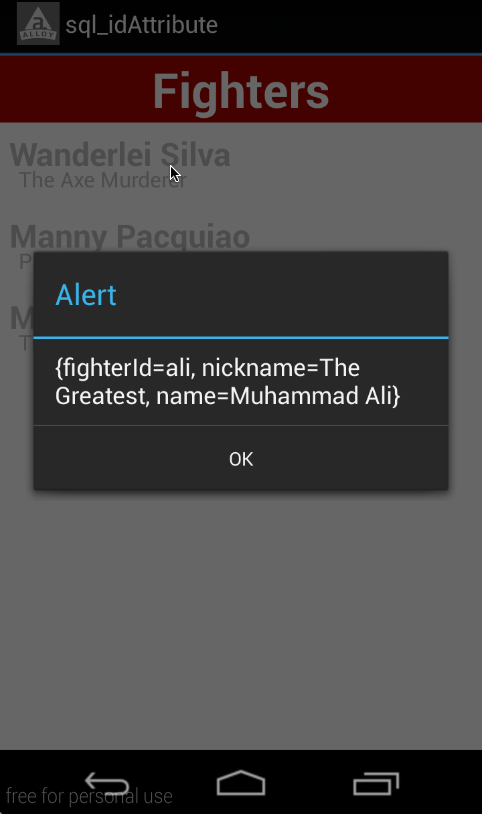 ALLOY
sql_idAttribute
Fighters
Wanderlei Silva
The Axe Murderer
Manny Pacquiao
P
Alert
M
T
{fighterId=ali, nickname=The
Greatest, name=Muhammad Ali}
OK
free for personal use